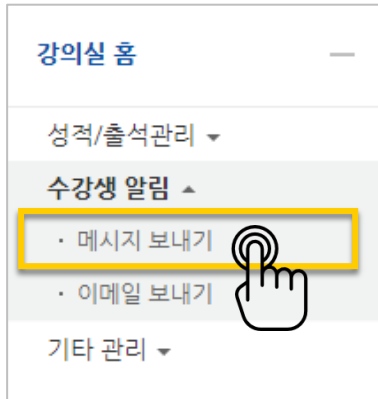 강의실 홈
성적/출석관리
수강생 알림
· 메시지 보내기
· 이메일 보내기
기타 관리